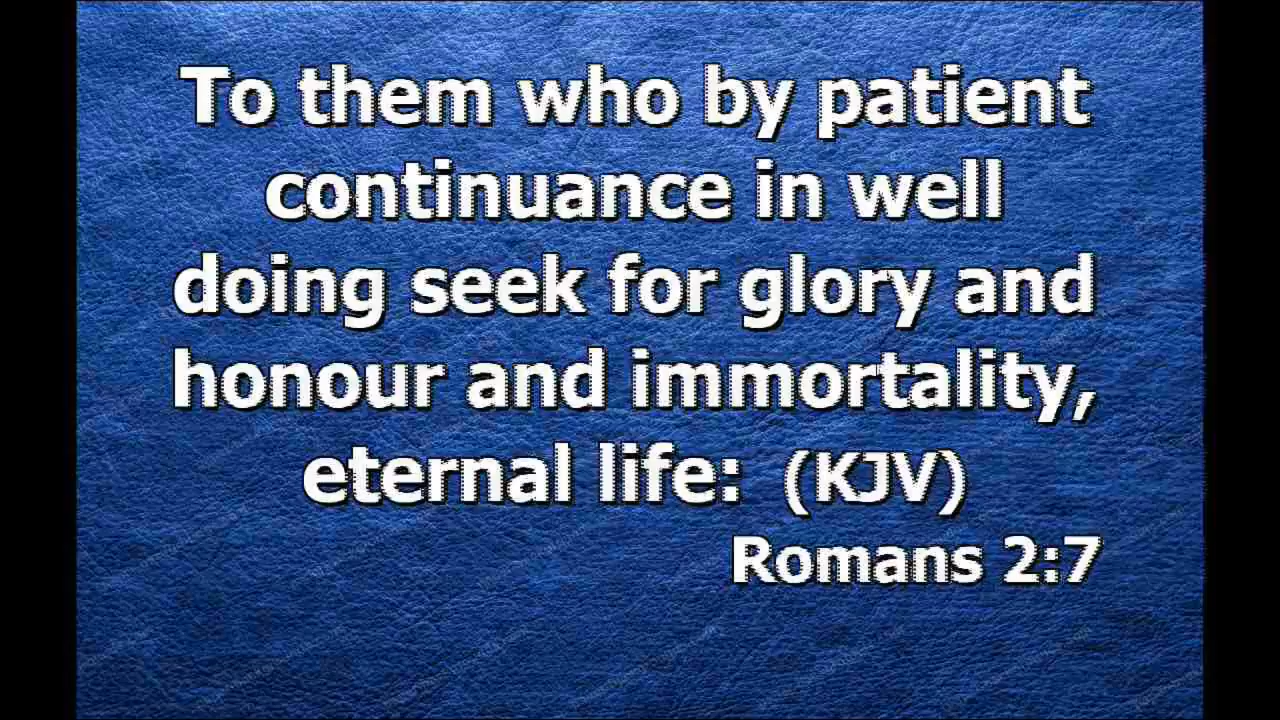 To them who by patient
continuance in well
doing seek for glory and
honour and immortality,
eternal life: (KJV)
Romans 2:7